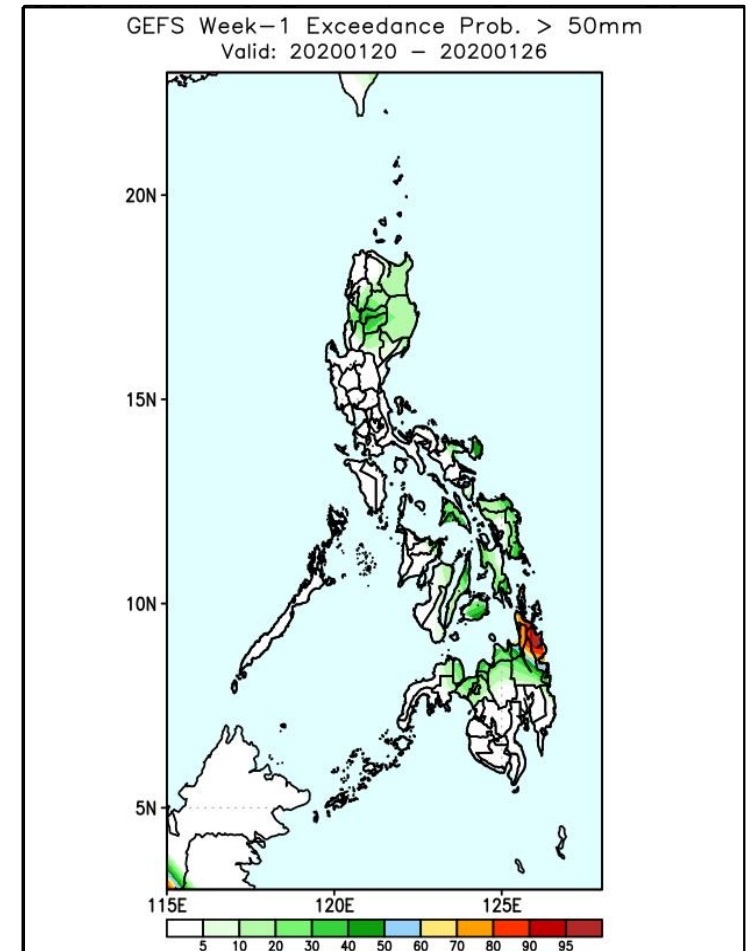 GEFS Week-1 Exceedance Prob. > 50mm
Valid: 20200120 - 20200126
20N
15N
10N
5N
115E 120E 125E
5 10 20 30 40 50 60 70 80 90 95